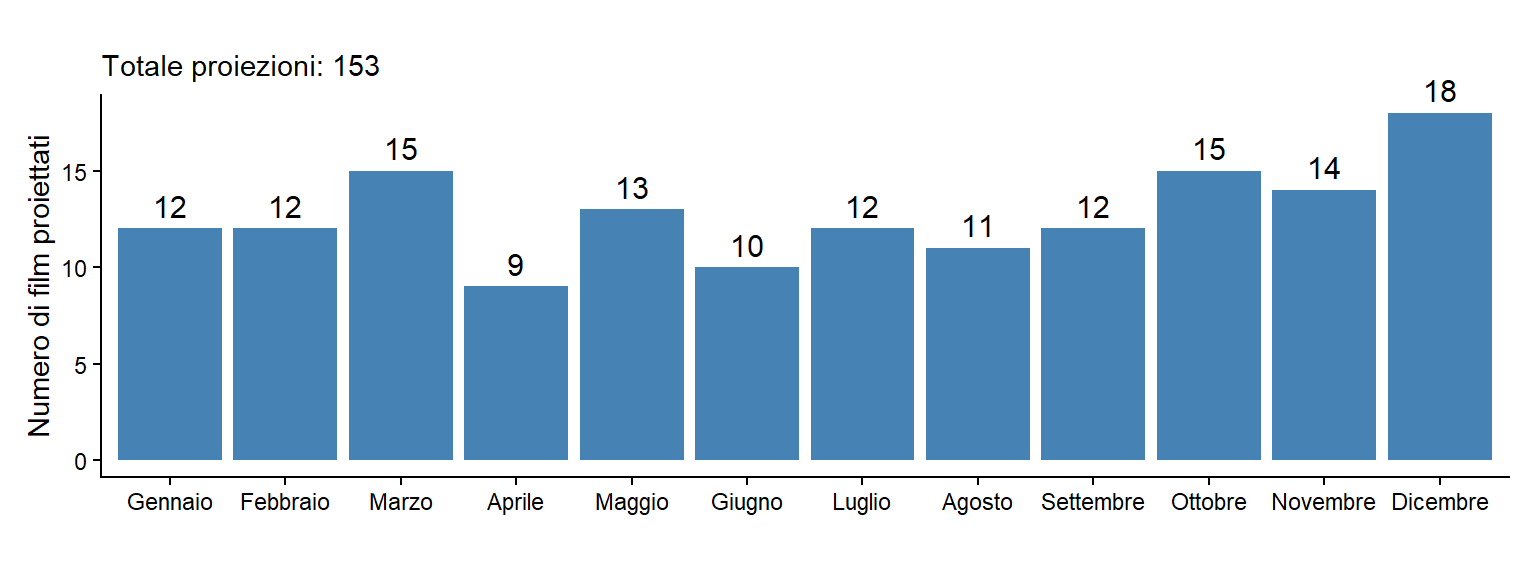 Totale proiezioni: 153
Numero di film proiettati
15
10
5
0
12
12
15
9
13
10
12
11
12
15
14
18
Gennaio
Febbraio
Marzo
Aprile
Maggio
Giugno
Luglio
Agosto
Settembre
Ottobre
Novembre
Dicembre